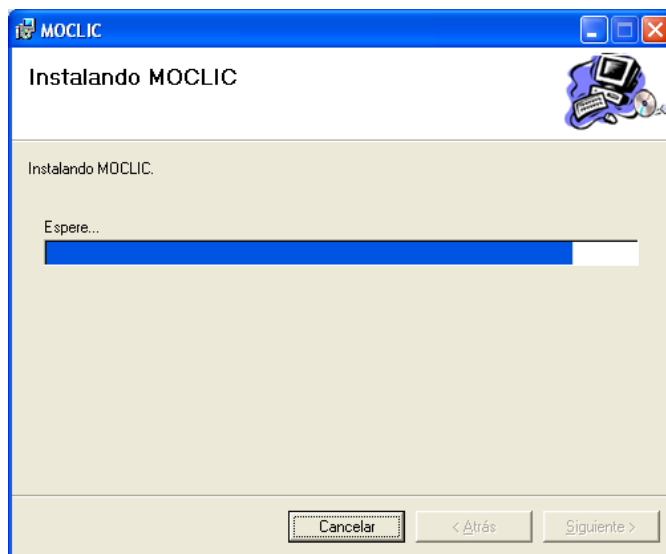 MOCLIC
Instalando MOCLIC
Instalando MOCLIC.
Espere...
Cancelar
< Atrás
Siguiente >